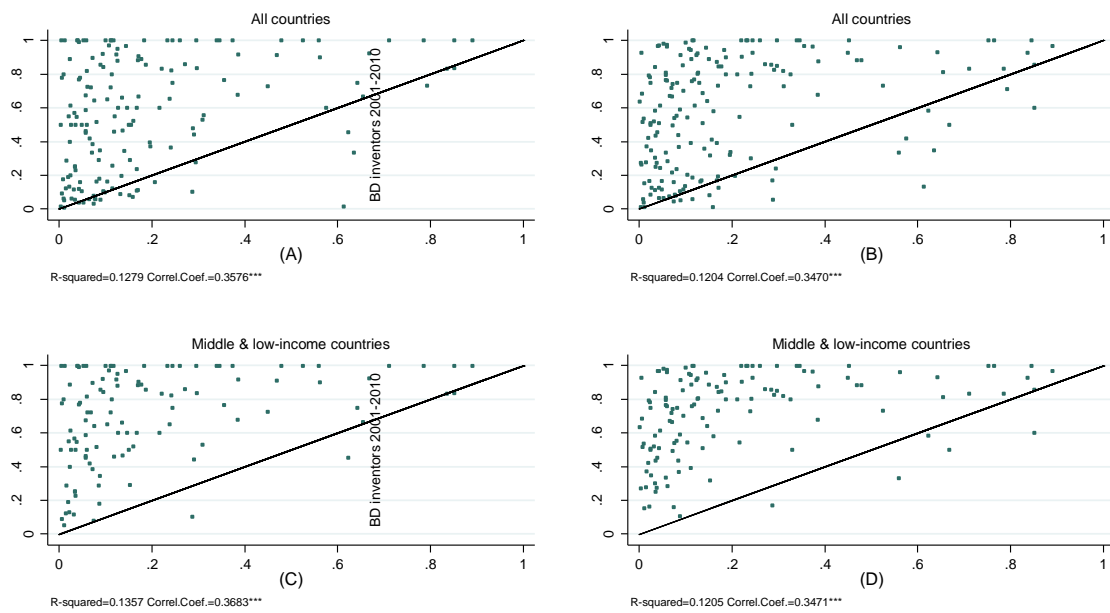 All countries
All countries
1
.8
.6
.4
.2
0
BD inventors 2001-2010
1
.8
.6
.4
.2
0
0 .2 .4 .6 .8 1
0 .2 .4 .6 .8 1
(A)
(B)
R-squared=0.1279 Correl.Coef.=0.3576***
R-squared=0.1204 Correl.Coef.=0.3470***
Middle & low-income countries
Middle & low-income countries
1
.8
.6
.4
.2
0
BD inventors 2001-2010
1
.8
.6
.4
.2
0
0 .2 .4 .6 .8 1
0 .2 .4 .6 .8 1
(C)
(D)
R-squared=0.1357 Correl.Coef.=0.3683***
R-squared=0.1205 Correl.Coef.=0.3471***